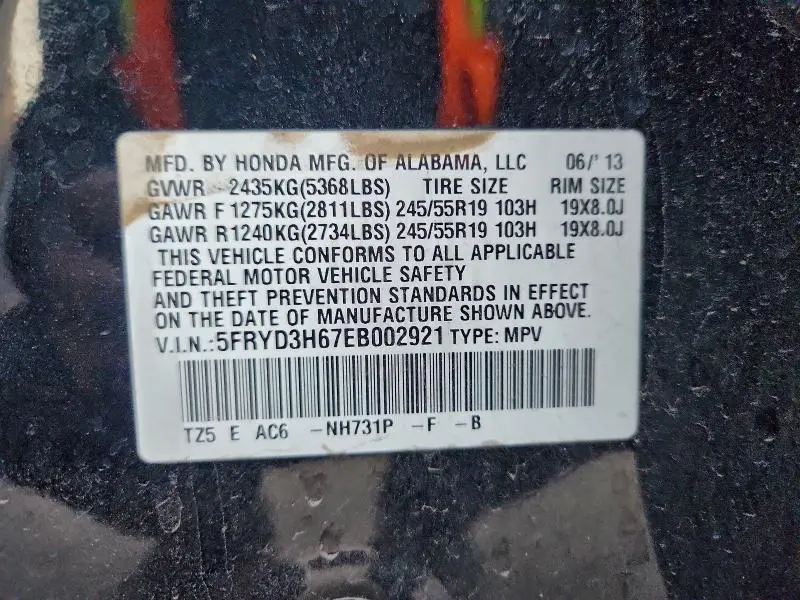 MFD. BY HONDA MFG. OF ALABAMA, LLC 06/'13
GVWR - 2435KG(5368LBS) TIRE SIZE RIM SIZE
GAWR F 1275KG(2811LBS) 245/55R19 103H 19X8.0J
GAWR R1240KG(2734LBS) 245/55R19 103H 19X8.0J
THIS VEHICLE CONFORMS TO ALL APPLICABLE
FEDERAL MOTOR VEHICLE SAFETY
AND THEFT PREVENTION STANDARDS IN EFFECT
ON THE DATE OF MANUFACTURE SHOWN ABOVE.
V.I.N.:5FRYD3H67EB002921 TYPE: MPV
TZ5 E AC6 -NH731P -F -B